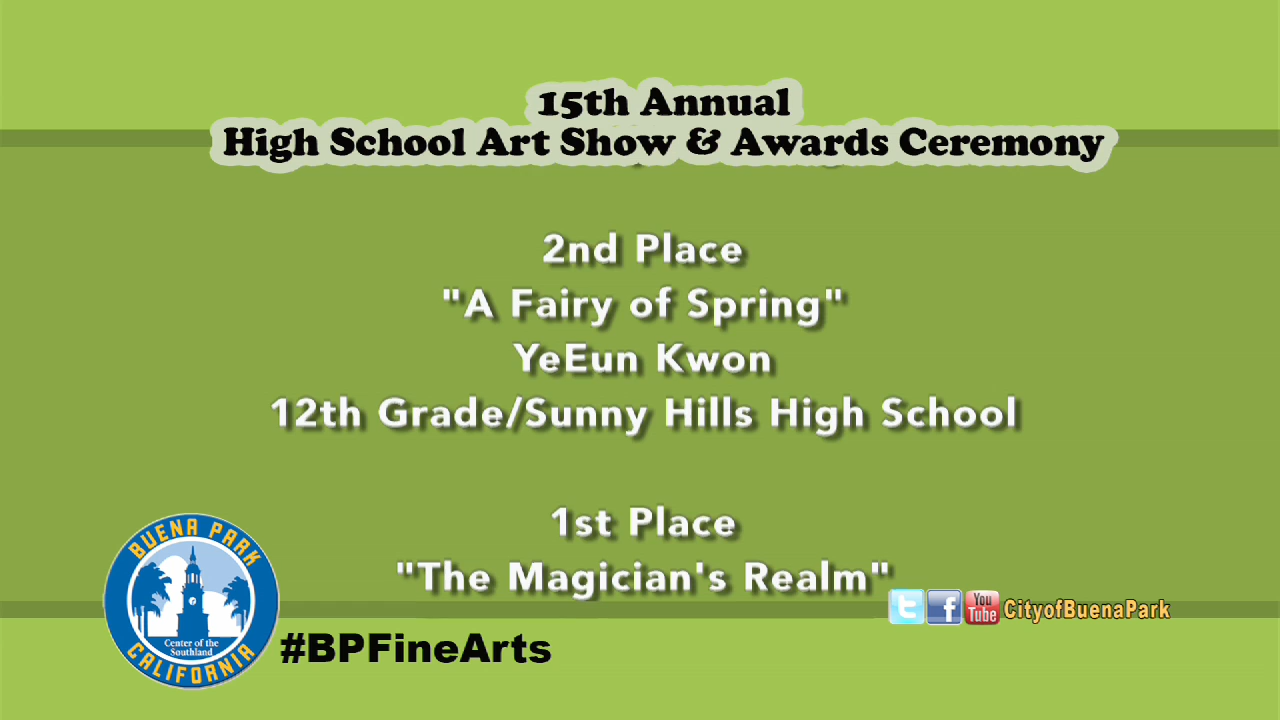 15th Annual
High School Art Show & Awards Ceremony
2nd Place
"A Fairy of Spring"
YeEun Kwon
12th Grade/Sunny Hills High School
1st Place
"The Magician's Realm"
BUENA PARK
Center of the
Southland
CALIFORNIA
#BPFineArts
You
Tube
CityofBuenaPark